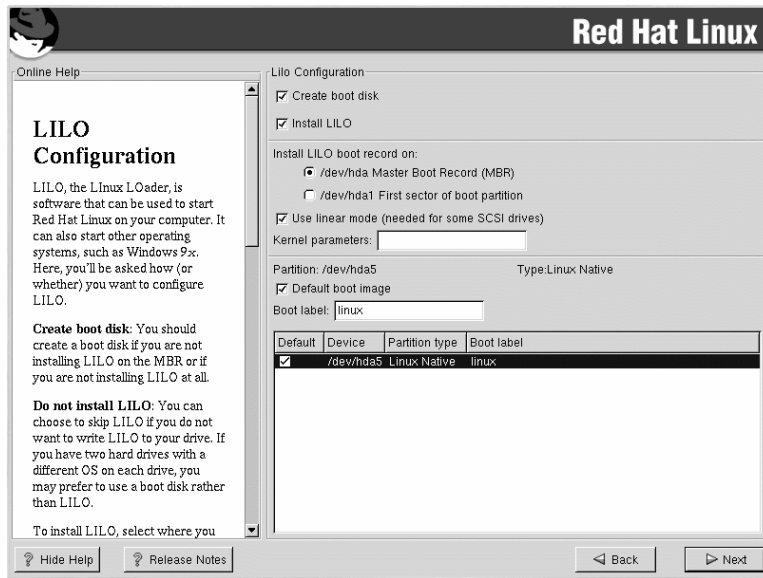 Red Hat Linux
Online Help
LILO
Configuration
LILO, the LInux LOader, is
software that can be used to start
Red Hat Linux on your computer. It
can also start other operating
systems, such as Windows 9x.
Here, you'll be asked how (or
whether) you want to configure
LILO.
Create boot disk: You should
create a boot disk if you are not
installing LILO on the MBR or if
you are not installing LILO at all.
Do not install LILO: You can
choose to skip LILO if you do not
want to write LILO to your drive. If
you have two hard drives with a
different OS on each drive, you
may prefer to use a boot disk rather
than LILO.
To install LILO, select where you
Lilo Configuration
Create boot disk
Install LILO
Install LILO boot record on:
/dev/hda Master Boot Record (MBR)
/dev/hda1 First sector of boot partition
Use linear mode (needed for some SCSI drives)
Kernel parameters:
Partition: /dev/hda5 Type:Linux Native
Default boot image
Boot label: linux
Default Device Partition type Boot label
/dev/hda5 Linux Native linux
Hide Help Release Notes Back Next